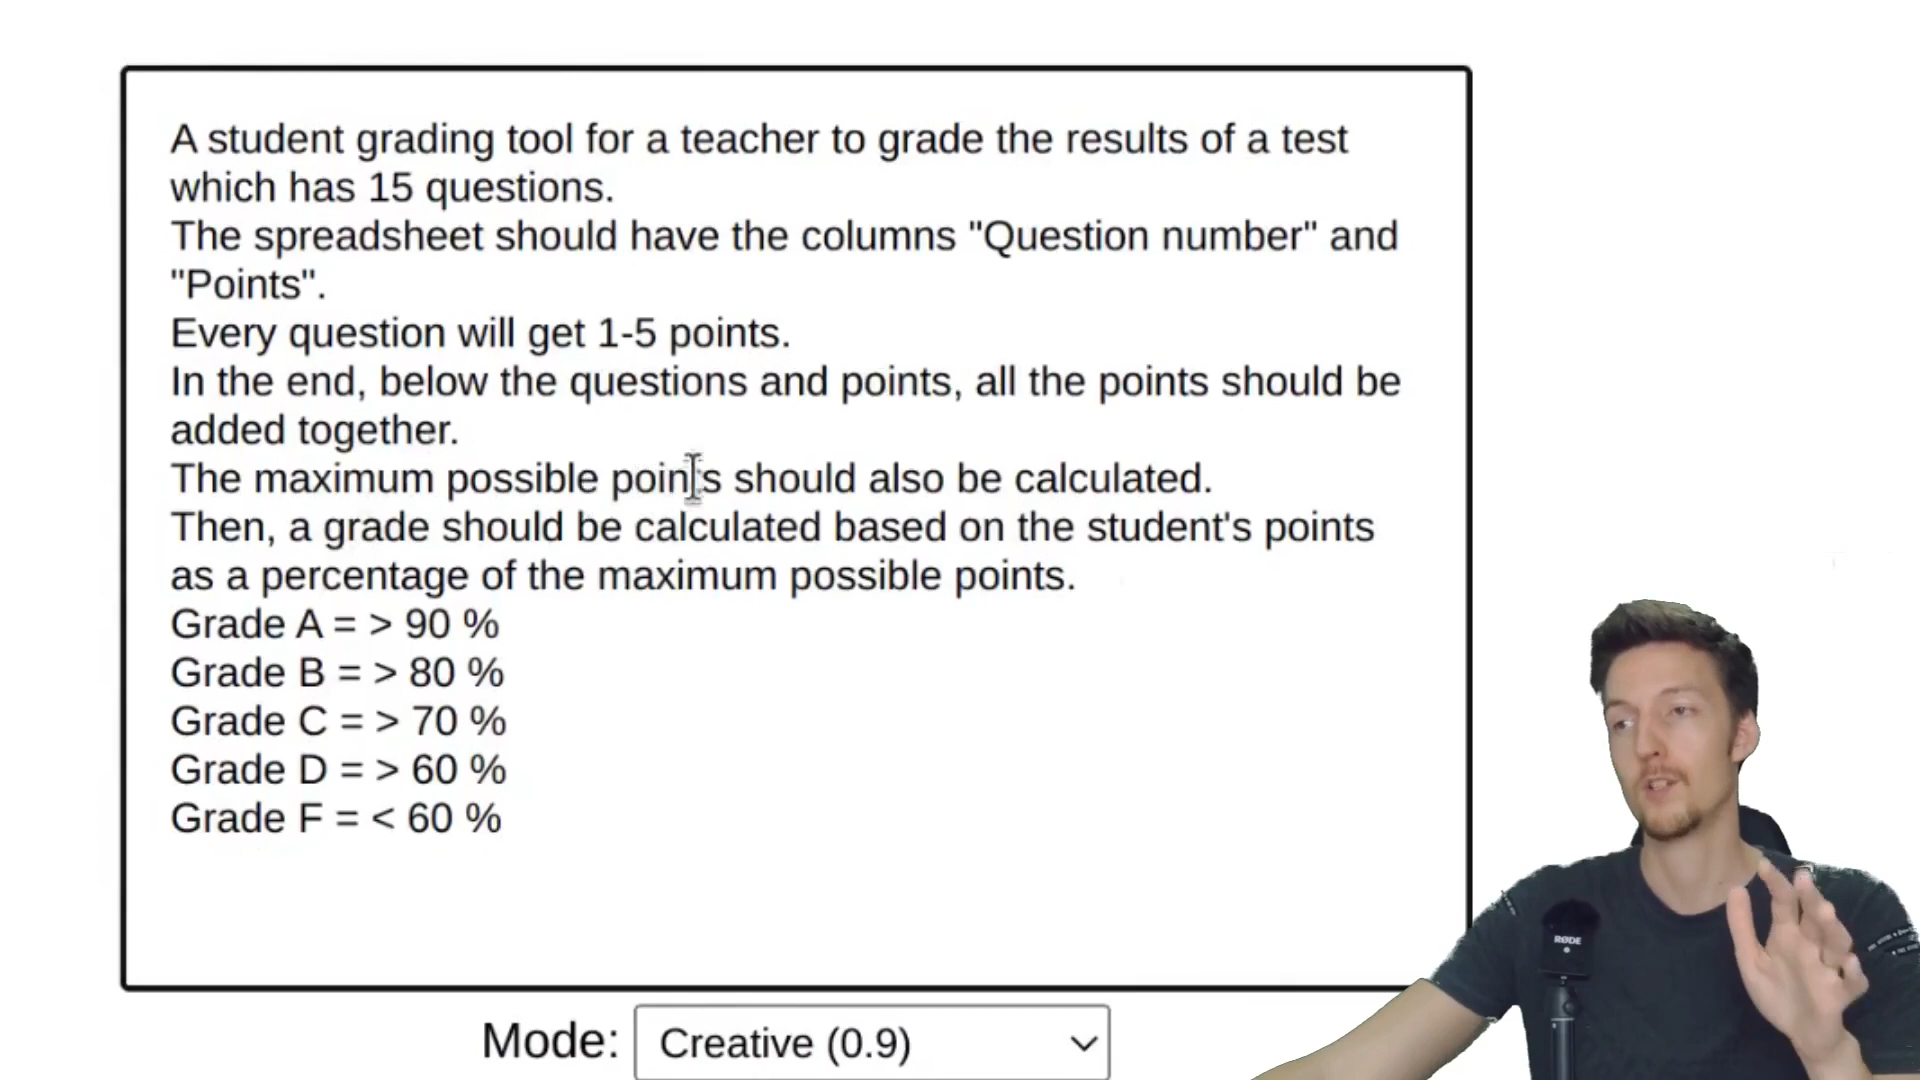 A student grading tool for a teacher to grade the results of a test
which has 15 questions.
The spreadsheet should have the columns "Question number" and
"Points".
Every question will get 1-5 points.
In the end, below the questions and points, all the points should be
added together.
The maximum possible points should also be calculated.
Then, a grade should be calculated based on the student's points
as a percentage of the maximum possible points.
Grade A = > 90 %
Grade B = > 80 %
Grade C = > 70 %
Grade D = > 60 %
Grade F = < 60 %
Mode: Creative (0.9)
RØDE